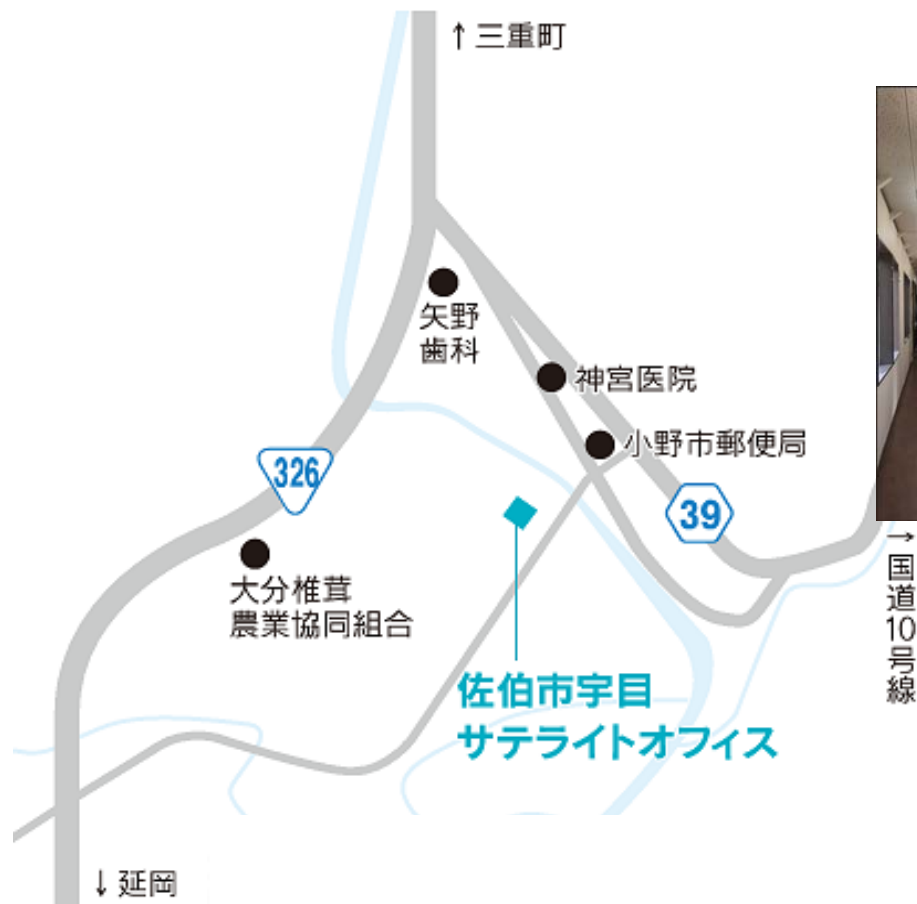 ↑三重町
矢野
歯科
神宮医院
小野市郵便局
326
39
大分椎茸
農業協同組合
→国道10号線
佐伯市宇目
サテライトオフィス
↓延岡